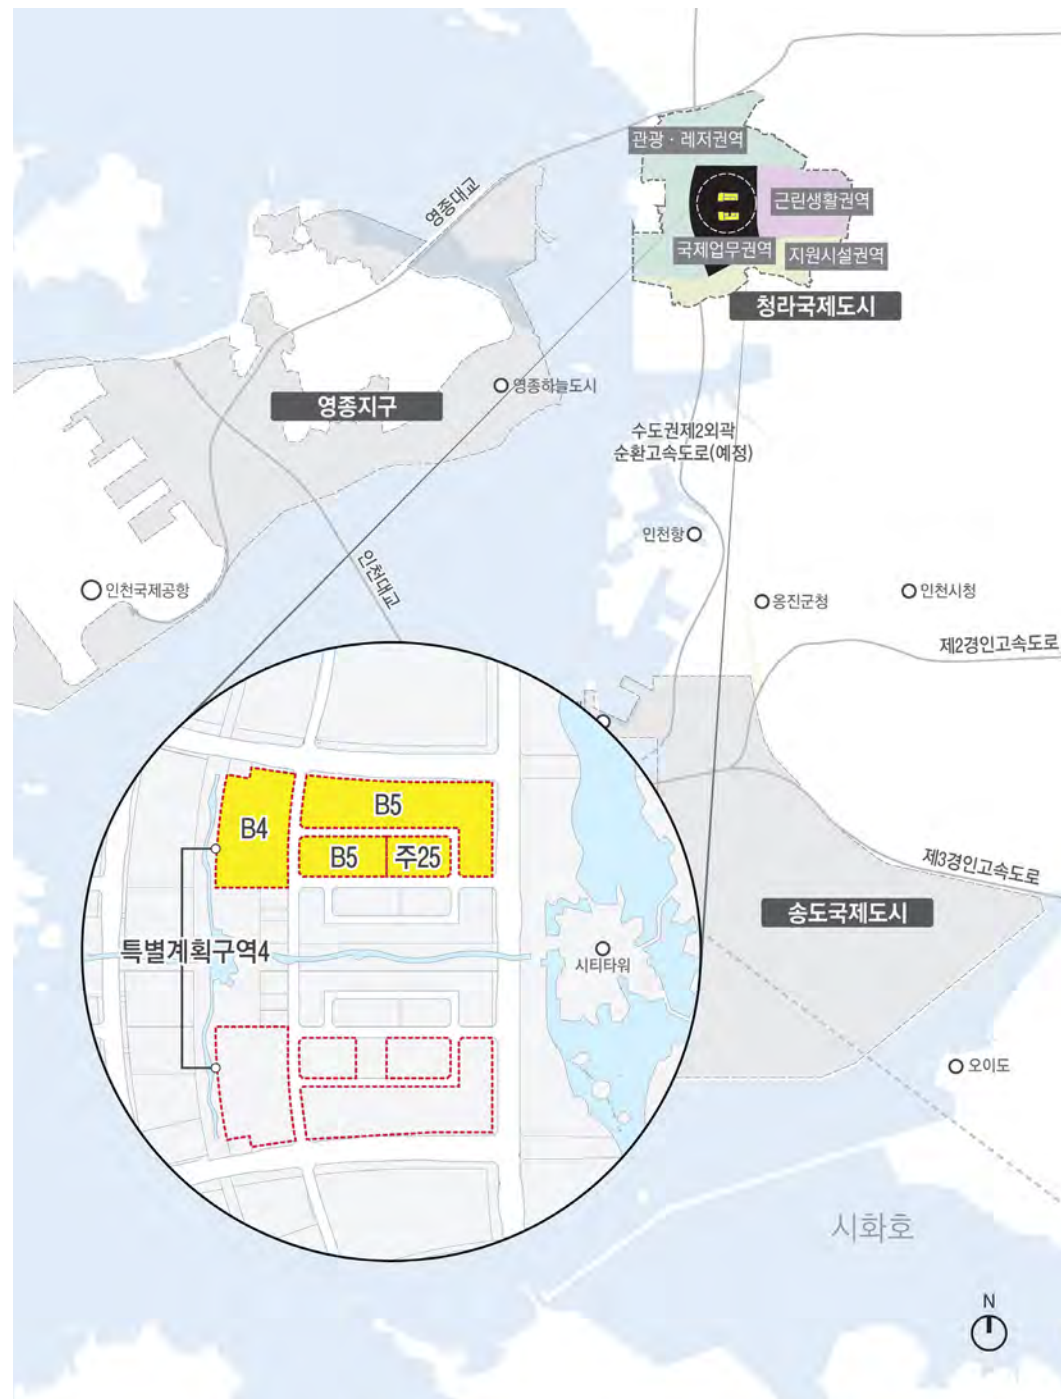 관광 · 레저권역
영종대교
근린생활권역
국제업무권역
지원시설권역
청라국제도시
영종하늘도시
영종지구
수도권제2외곽
순환고속도로(예정)
인천항
인천대교
인천국제공항
옹진군청
인천시청
제2경인고속도로
B4
B5
B5
주25
제3경인고속도로
송도국제도시
특별계획구역4
시티타워
오이도
시화호
N